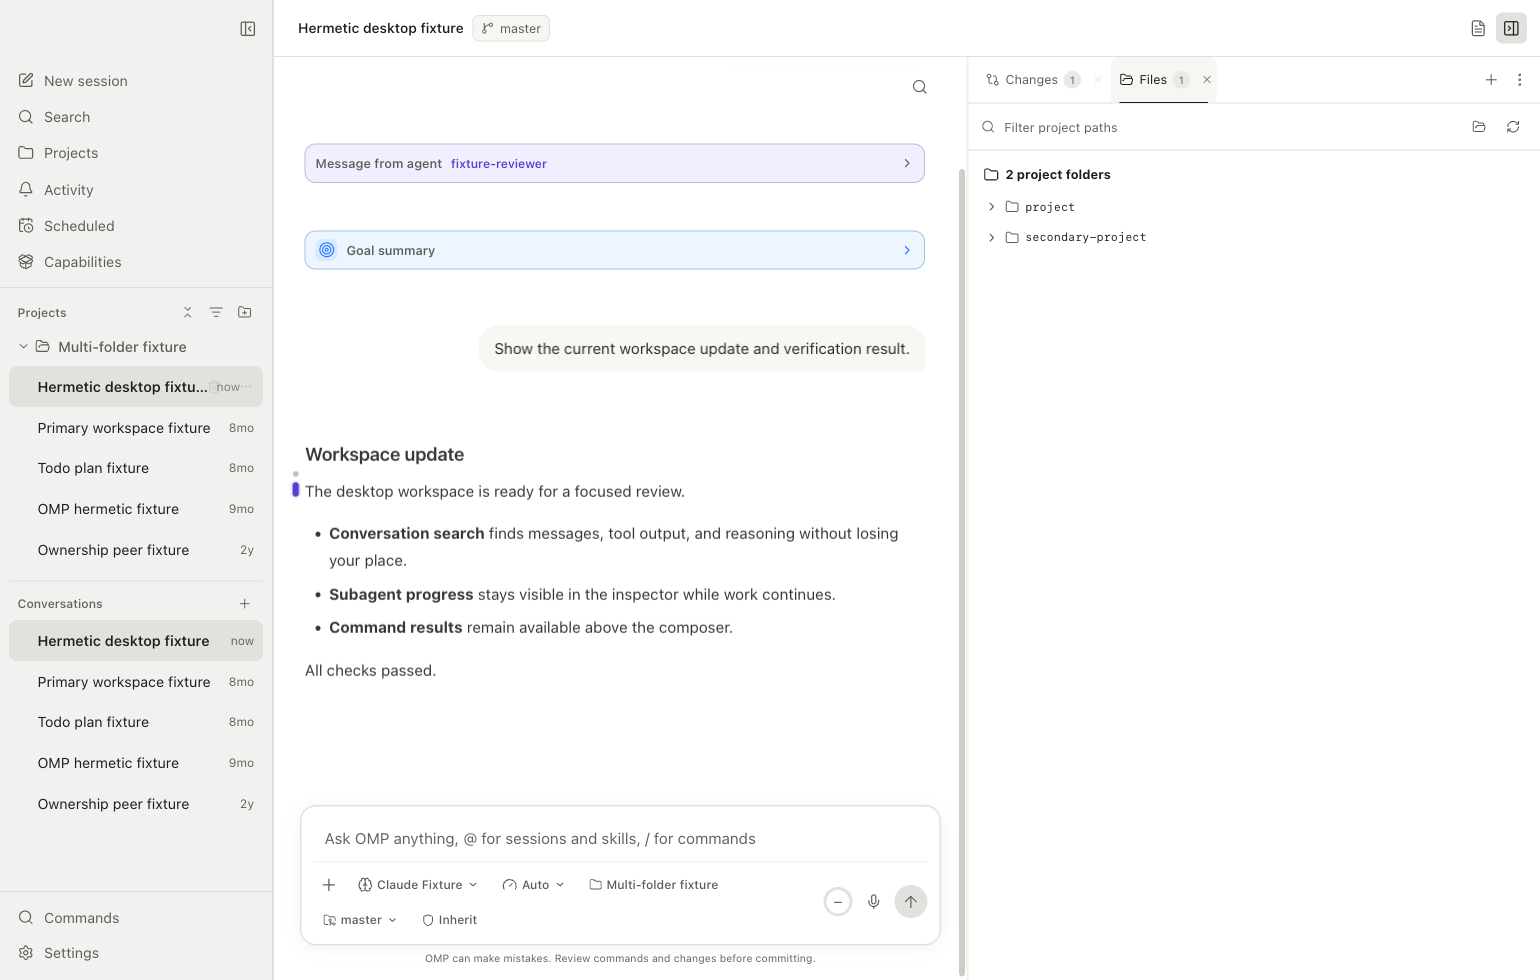 Hermetic desktop fixture
master
New session
Search
Projects
Activity
Scheduled
Capabilities
Projects
Multi-folder fixture
Hermetic desktop fixtu... now
Primary workspace fixture 8mo
Todo plan fixture 8mo
OMP hermetic fixture 9mo
Ownership peer fixture 2y
Conversations
Hermetic desktop fixture now
Primary workspace fixture 8mo
Todo plan fixture 8mo
OMP hermetic fixture 9mo
Ownership peer fixture 2y
Commands
Settings
Message from agent fixture-reviewer
Goal summary
Show the current workspace update and verification result.
Workspace update
The desktop workspace is ready for a focused review.
• Conversation search finds messages, tool output, and reasoning without losing
your place.
• Subagent progress stays visible in the inspector while work continues.
• Command results remain available above the composer.
All checks passed.
Ask OMP anything, @ for sessions and skills, / for commands
Claude Fixture Auto Multi-folder fixture
master Inherit
OMP can make mistakes. Review commands and changes before committing.
Changes 1 Files 1
Filter project paths
2 project folders
project
secondary-project